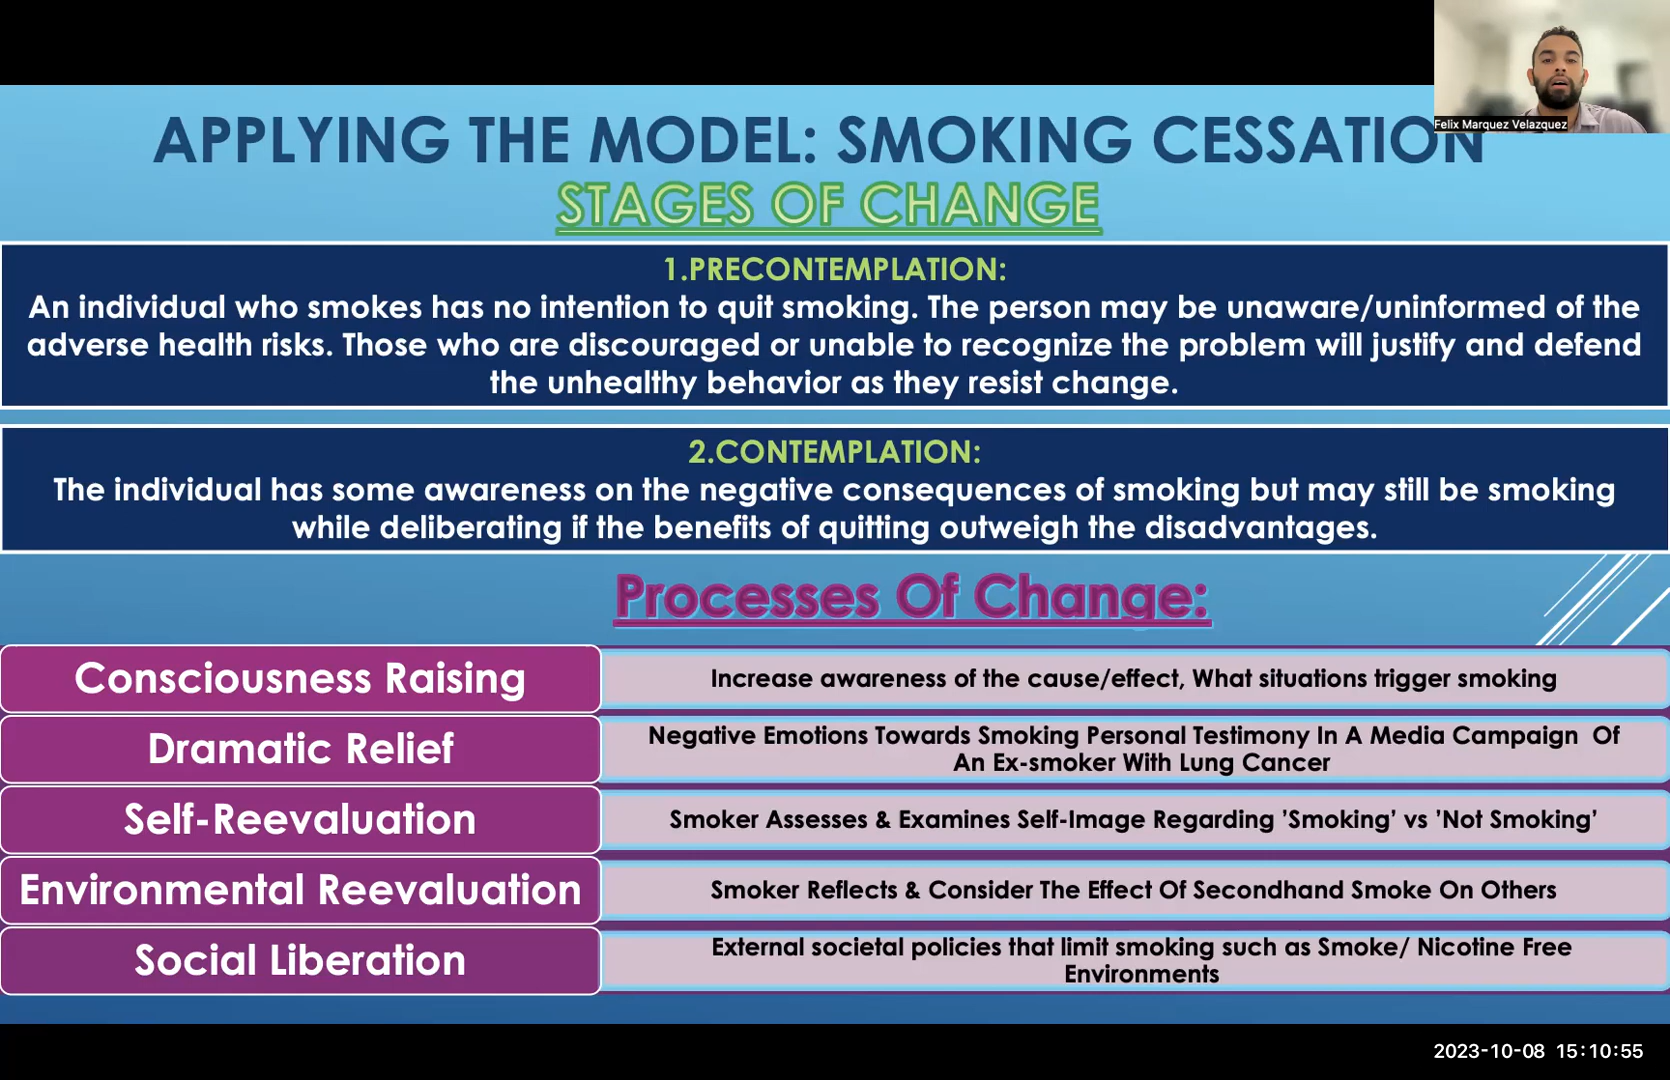 Felix Marquez Velazquez
APPLYING THE MODEL: SMOKING CESSATION
STAGES OF CHANGE
1.PRECONTEMPLATION:
An individual who smokes has no intention to quit smoking. The person may be unaware/uninformed of the
adverse health risks. Those who are discouraged or unable to recognize the problem will justify and defend
the unhealthy behavior as they resist change.
2.CONTEMPLATION:
The individual has some awareness on the negative consequences of smoking but may still be smoking
while deliberating if the benefits of quitting outweigh the disadvantages.
Processes Of Change:
Consciousness Raising
Increase awareness of the cause/effect, What situations trigger smoking
Dramatic Relief
Negative Emotions Towards Smoking Personal Testimony In A Media Campaign Of
An Ex-smoker With Lung Cancer
Self-Reevaluation
Smoker Assesses & Examines Self-Image Regarding 'Smoking' vs 'Not Smoking'
Environmental Reevaluation
Smoker Reflects & Consider The Effect Of Secondhand Smoke On Others
Social Liberation
External societal policies that limit smoking such as Smoke/ Nicotine Free
Environments
2023-10-08 15:10:55